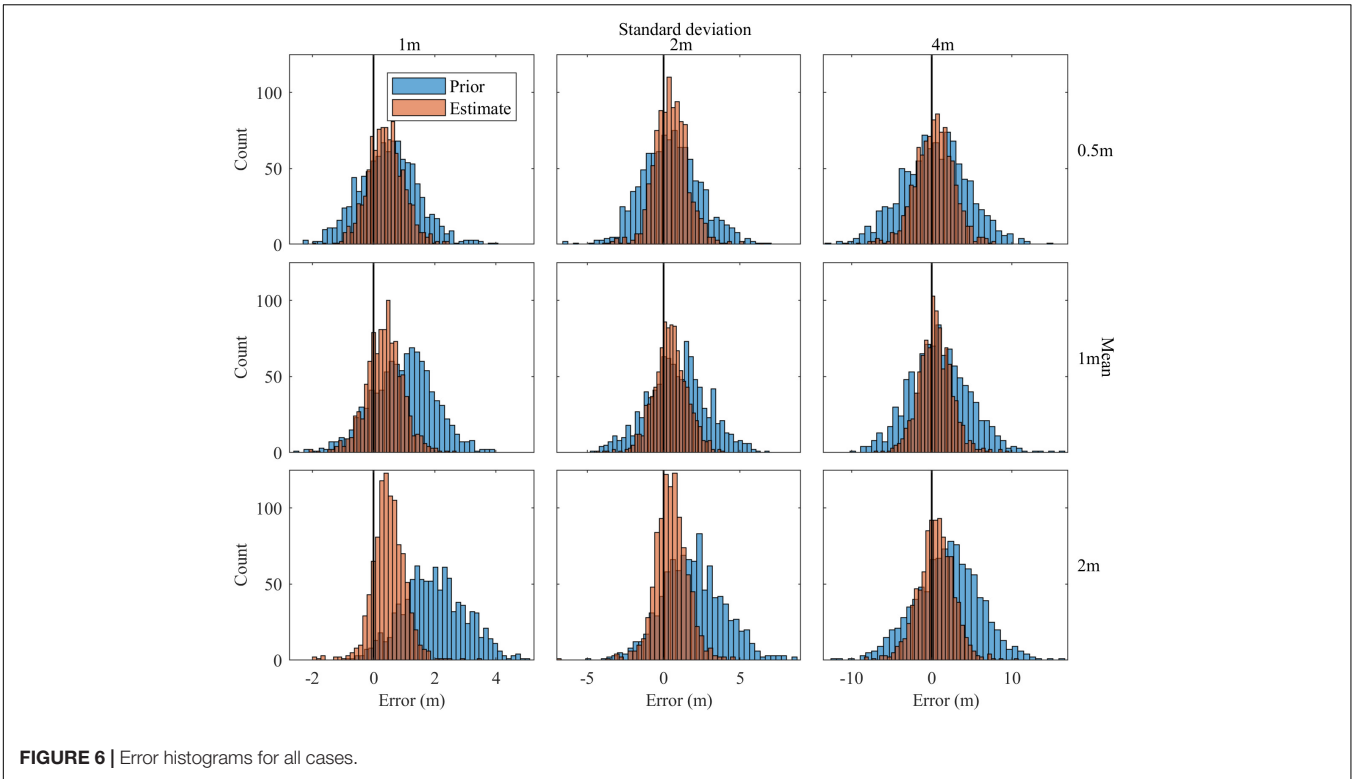 Standard deviation
1m 2m 4m
Prior
Estimate
100
50
0
Count
0.5m
100
50
0
Count
1m
Mean
100
50
0
Count
2m
-2 0 2 4 -5 0 5 -10 0 10
Error (m) Error (m) Error (m)
FIGURE 6 | Error histograms for all cases.